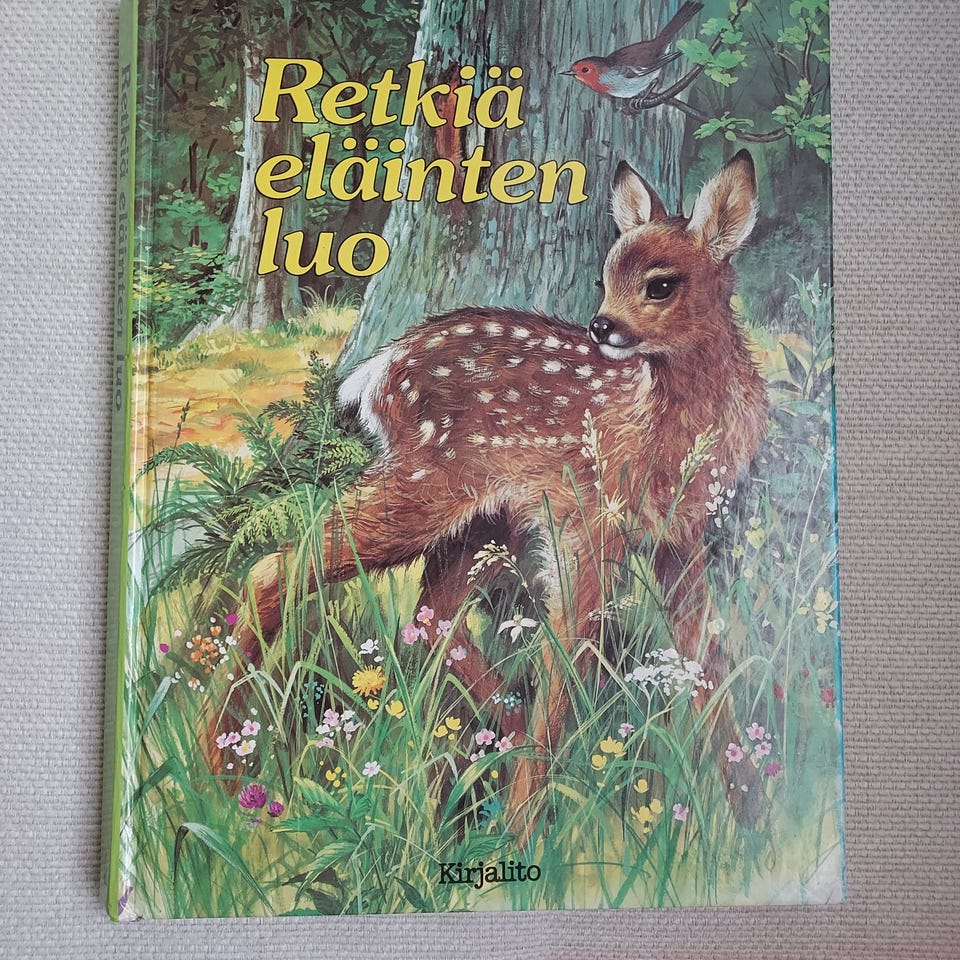 Retkiä
eläinten
luo
Kirjalito
Retkiä eläinten luo